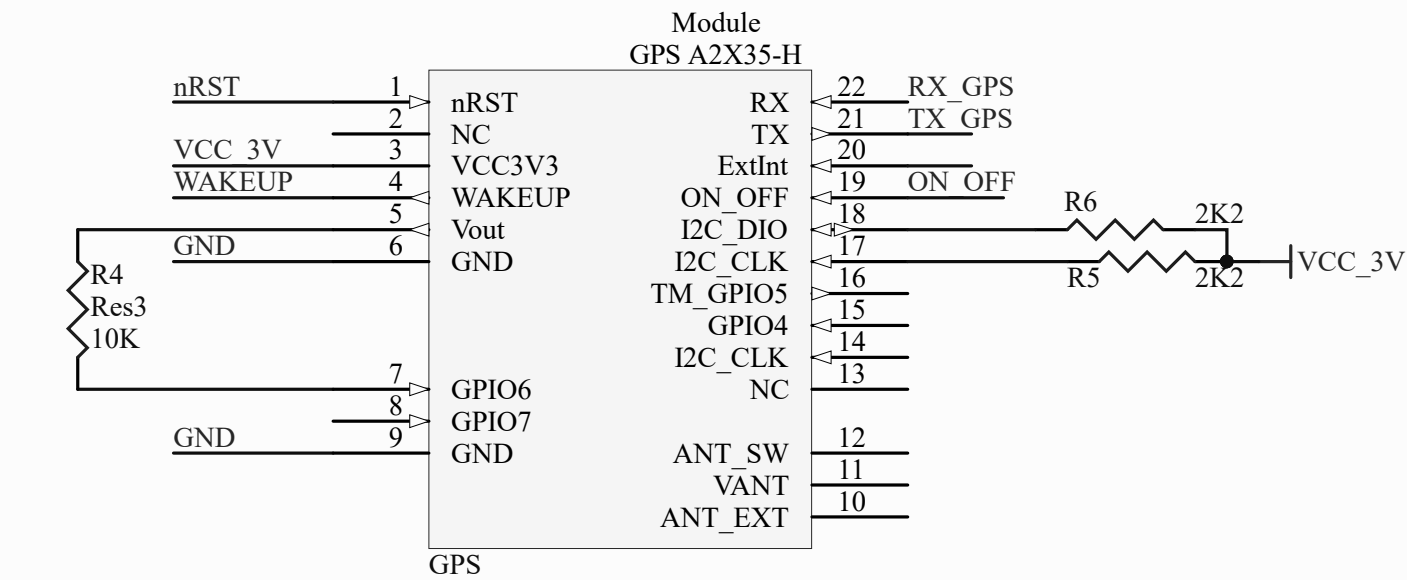 Module
GPS A2X35-H
nRST 1 nRST RX 22 RX_GPS
2 NC TX 21 TX_GPS
VCC_3V 3 VCC3V3 ExtInt 20
WAKEUP 4 WAKEUP ON_OFF 19 ON_OFF
5 Vout I2C_DIO 18 R6 2K2
GND 6 GND I2C_CLK 17 R5 2K2 VCC_3V
R4
Res3
10K
TM_GPIO5 16
GPIO4 15
I2C_CLK 14
7 GPIO6 NC 13
8 GPIO7
GND 9 GND ANT_SW 12
VANT 11
ANT_EXT 10
GPS